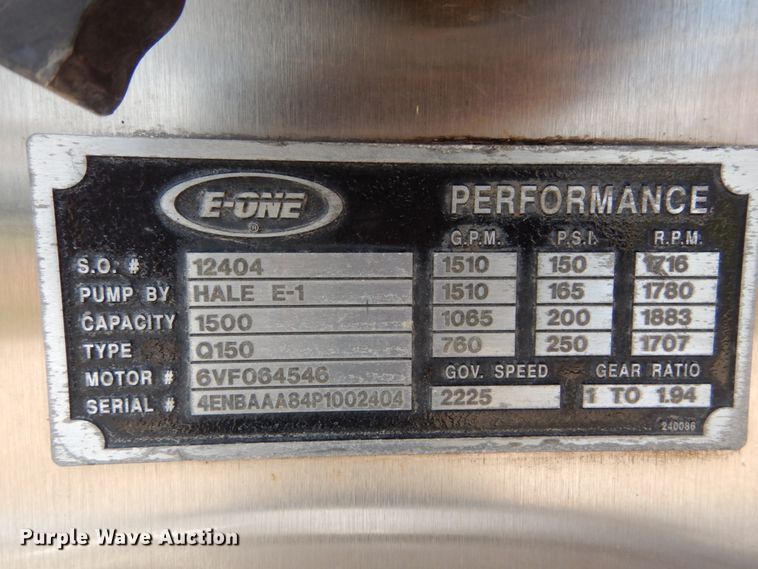 E-ONE®
PERFORMANCE
G.P.M. P.S.I. R.P.M.
S.O. # 12404 1510 150 1716
PUMP BY HALE E-1 1510 165 1780
CAPACITY 1500 1065 200 1883
TYPE Q150 760 250 1707
MOTOR # 6VF064546 GOV. SPEED GEAR RATIO
SERIAL # 4ENBAAA84P1002404 2225 1 TO 1.94
240086
Purple Wave Auction